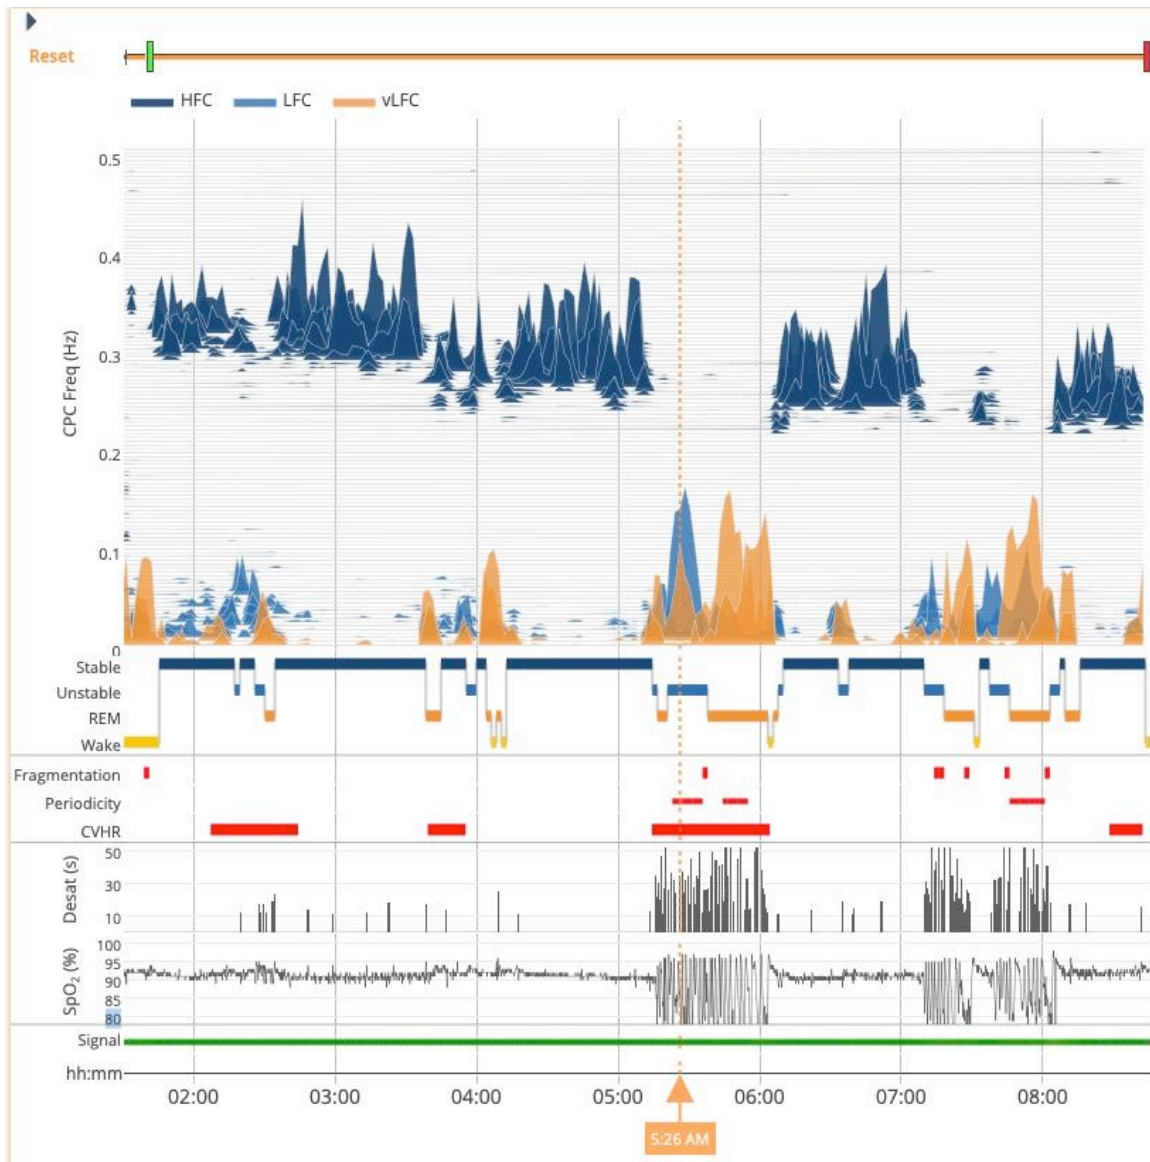 Reset
HFC LFC vLFC
CPC Freq (Hz)
0.5
0.4
0.3
0.2
0.1
0
Stable
Unstable
REM
Wake
Fragmentation
Periodicity
CVHR
Desat (s)
50
30
10
SpO₂ (%)
100
95
90
85
80
Signal
hh:mm
02:00 03:00 04:00 05:00 06:00 07:00 08:00
5:26 AM